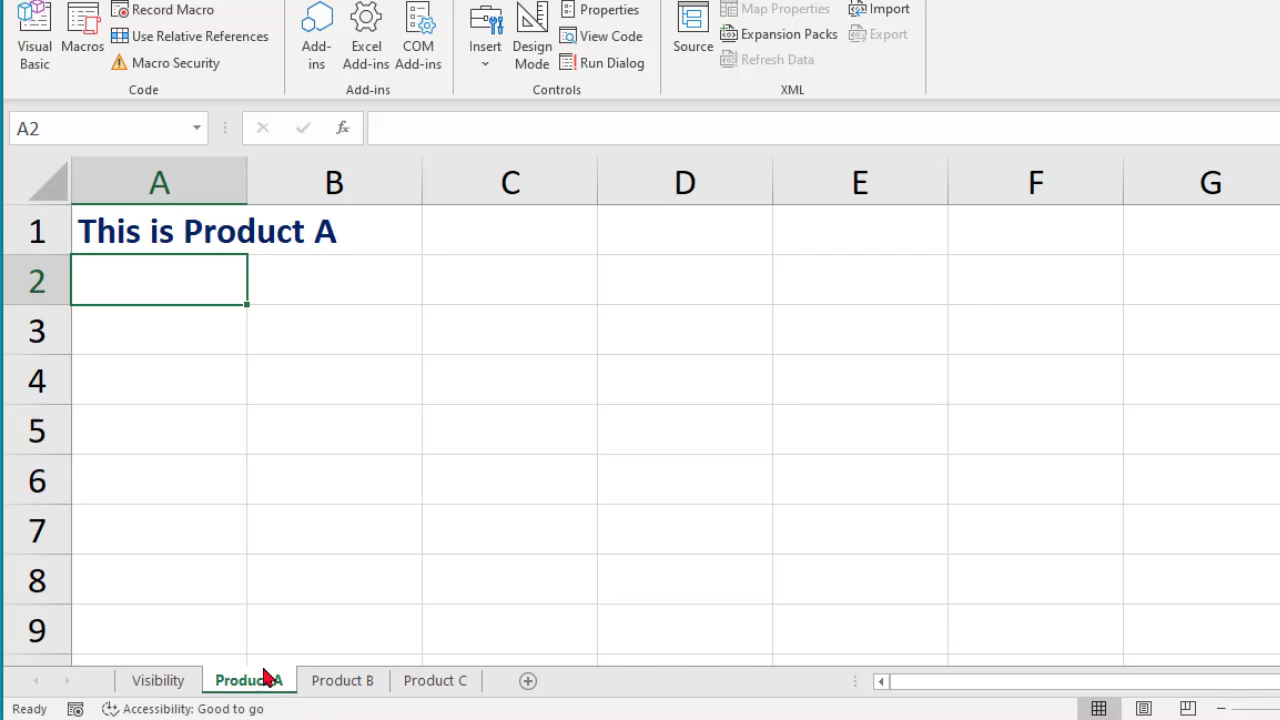 Record Macro
Use Relative References
Macro Security
Visual Basic
Macros
Code
Add-ins
Excel Add-ins
COM Add-ins
Add-ins
Insert
Design Mode
Properties
View Code
Run Dialog
Controls
Source
Map Properties
Expansion Packs
Refresh Data
Import
Export
XML
A2
fx
A B C D E F G
1 This is Product A
2
3
4
5
6
7
8
9
Visibility Product A Product B Product C
Ready Accessibility: Good to go